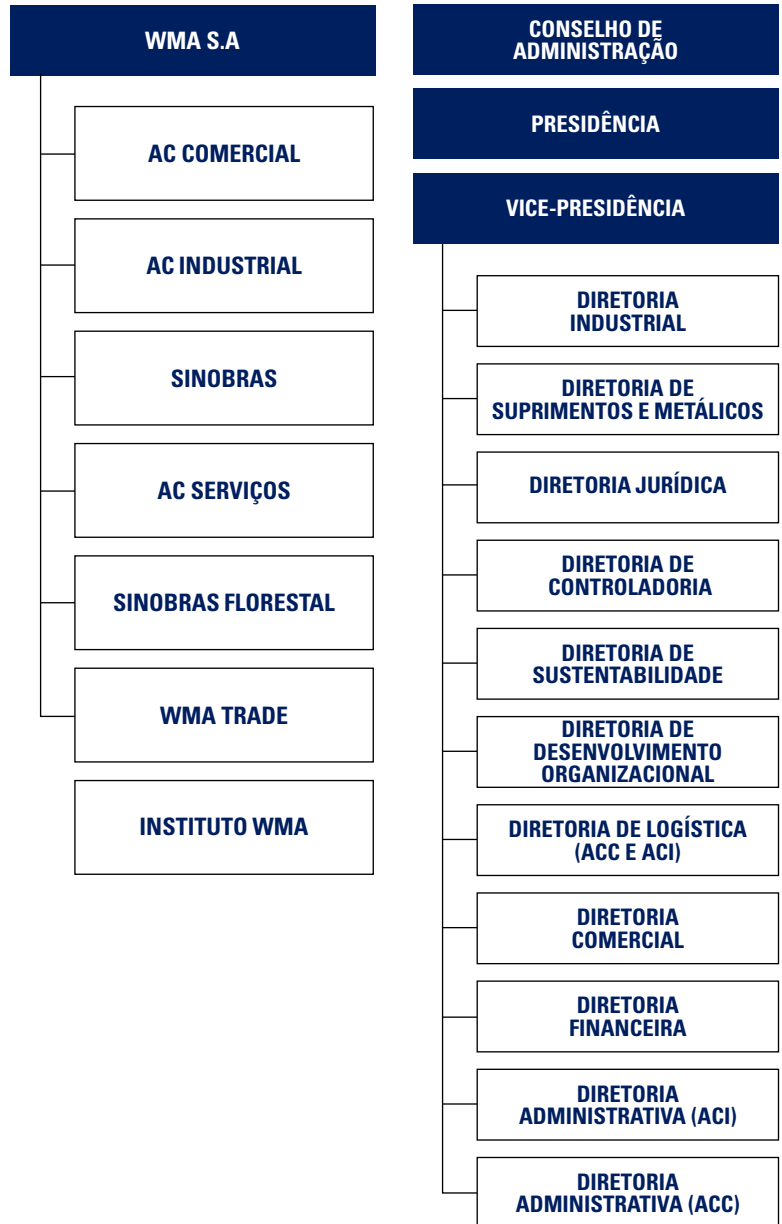 WMA S.A
AC COMERCIAL
AC INDUSTRIAL
SINOBRAS
AC SERVIÇOS
SINOBRAS FLORESTAL
WMA TRADE
INSTITUTO WMA
CONSELHO DE
ADMINISTRAÇÃO
PRESIDÊNCIA
VICE-PRESIDÊNCIA
DIRETORIA
INDUSTRIAL
DIRETORIA DE
SUPRIMENTOS E METÁLICOS
DIRETORIA JURÍDICA
DIRETORIA DE
CONTROLADORIA
DIRETORIA DE
SUSTENTABILIDADE
DIRETORIA DE
DESENVOLVIMENTO
ORGANIZACIONAL
DIRETORIA DE LOGÍSTICA
(ACC E ACI)
DIRETORIA
COMERCIAL
DIRETORIA
FINANCEIRA
DIRETORIA
ADMINISTRATIVA (ACI)
DIRETORIA
ADMINISTRATIVA (ACC)